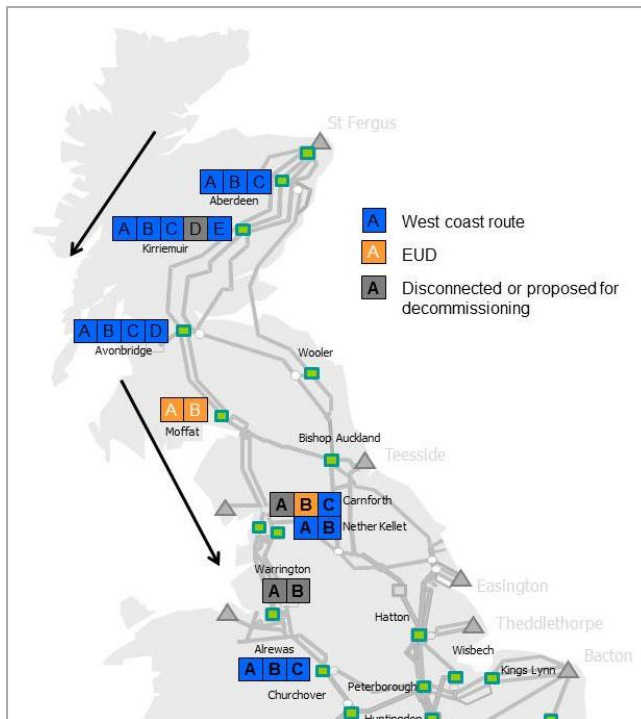 St Fergus
A B C
Aberdeen
A B C D E
Kirriemuir
A West coast route
A EUD
A Disconnected or proposed for
decommissioning
A B C D
Avonbridge
Wooler
A B
Moffat
Bishop Auckland
Teesside
A B C Carnforth
A B Nether Kellet
Warrington
A B
Easington
Hatton
Theddlethorpe
Alrewas
Wisbech
A B C
Kings Lynn
Bacton
Churchover
Peterborough
Huntingdon